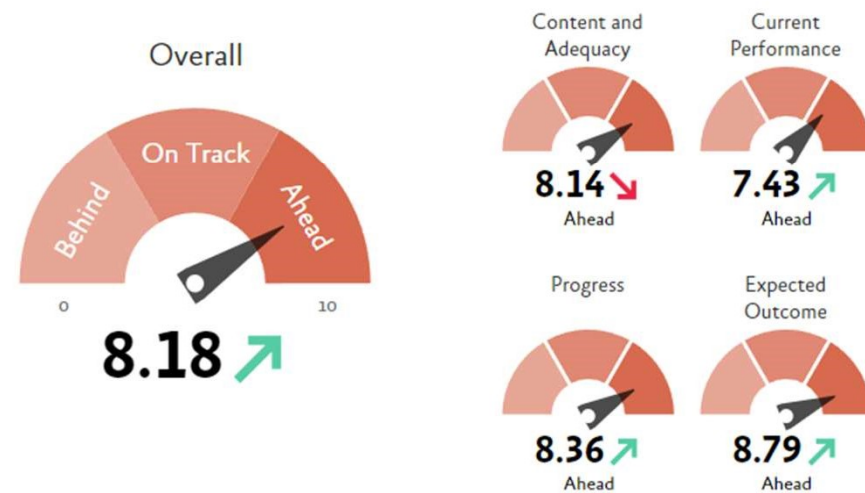 Overall
Behind
On Track
Ahead
0
10
8.18
Content and
Adequacy
8.14
Ahead
Current
Performance
7.43
Ahead
Progress
8.36
Ahead
Expected
Outcome
8.79
Ahead